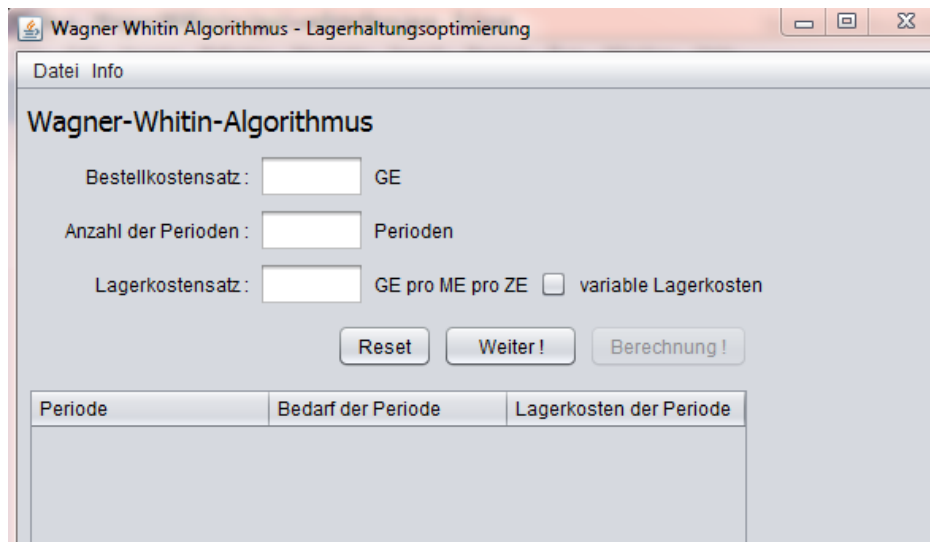 Wagner Whitin Algorithmus - Lagerhaltungsoptimierung
Datei Info
Wagner-Whitin-Algorithmus
Bestellkostensatz : GE
Anzahl der Perioden : Perioden
Lagerkostensatz : GE pro ME pro ZE variable Lagerkosten
Reset Weiter ! Berechnung !
Periode Bedarf der Periode Lagerkosten der Periode